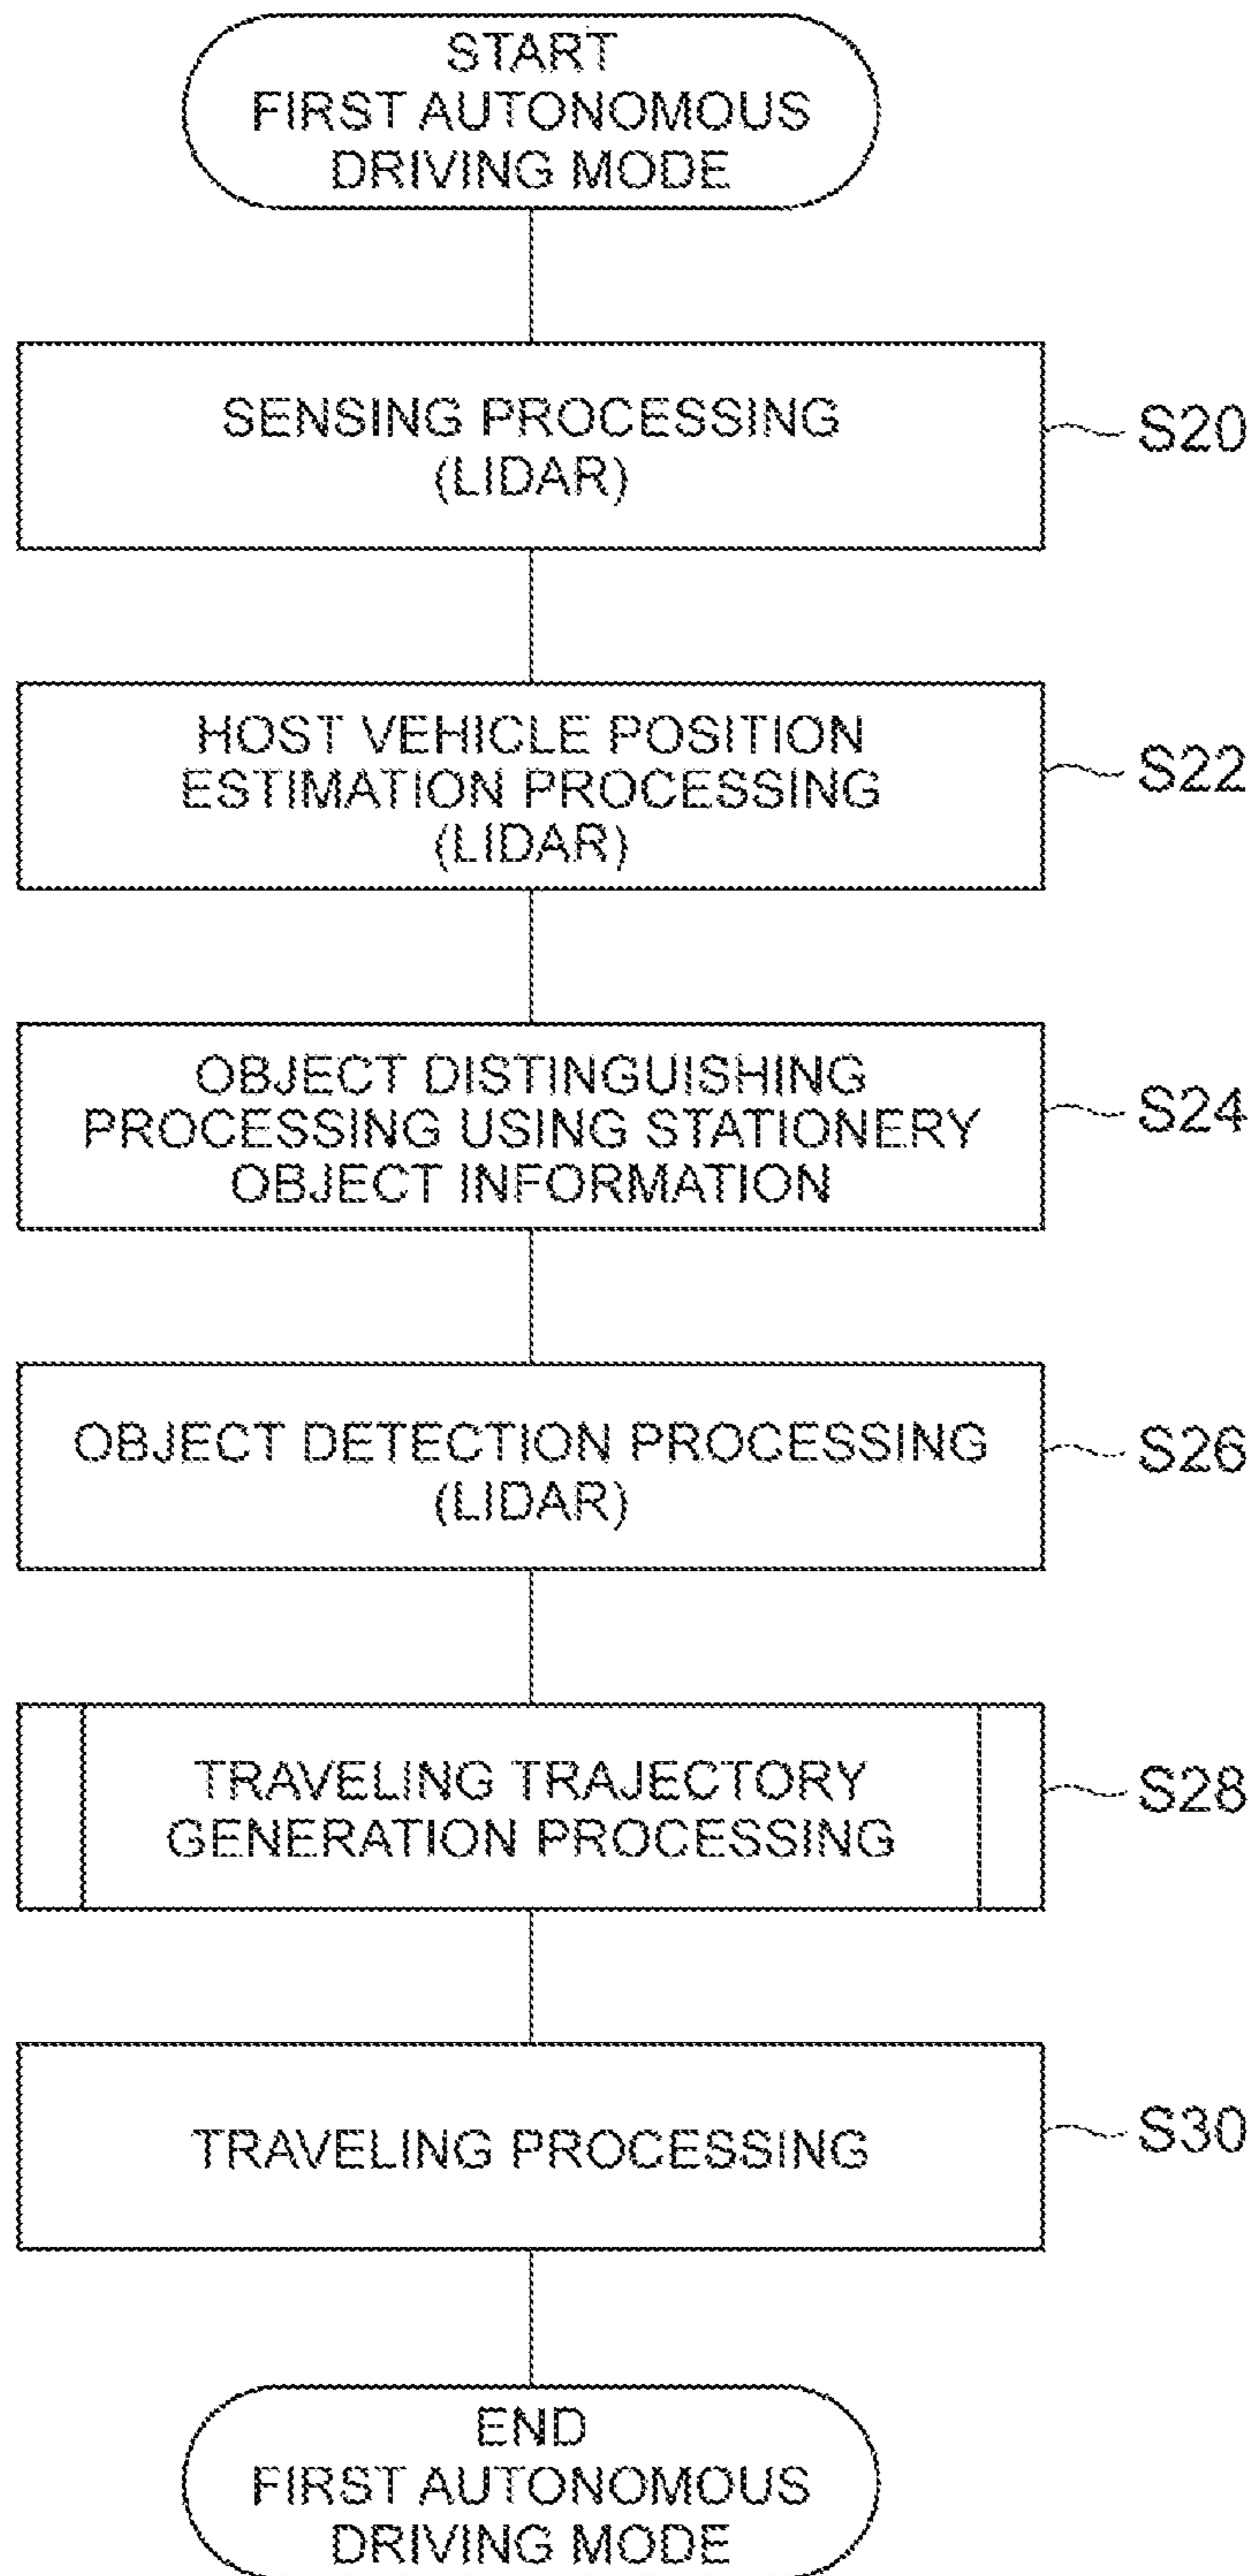 START
FIRST AUTONOMOUS
DRIVING MODE
SENSING PROCESSING
(LIDAR)
S20
HOST VEHICLE POSITION
ESTIMATION PROCESSING
(LIDAR)
S22
OBJECT DISTINGUISHING
PROCESSING USING STATIONERY
OBJECT INFORMATION
S24
OBJECT DETECTION PROCESSING
(LIDAR)
S26
TRAVELING TRAJECTORY
GENERATION PROCESSING
S28
TRAVELING PROCESSING
S30
END
FIRST AUTONOMOUS
DRIVING MODE